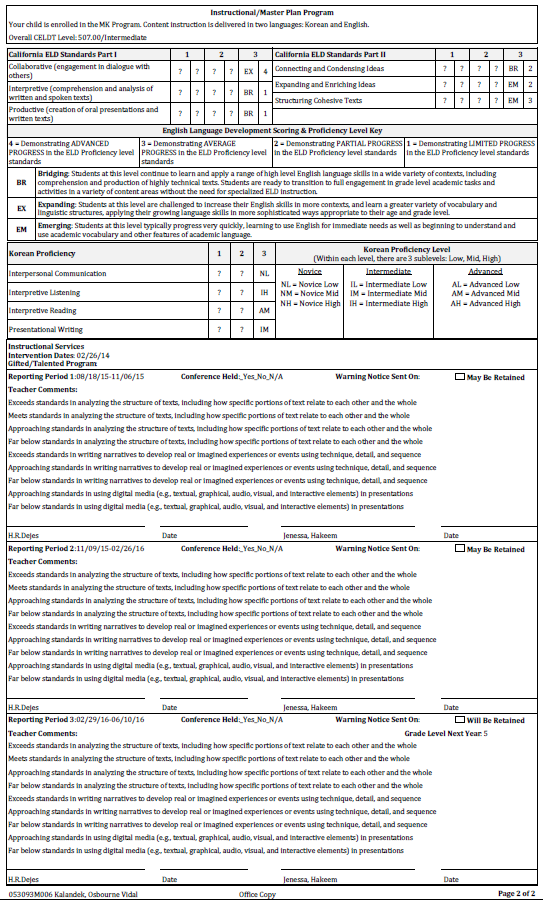 Instructional/Master Plan Program
Your child is enrolled in the MK Program. Content instruction is delivered in two languages: Korean and English.
Overall CELDT Level: 507.00/Intermediate
California ELD Standards Part I 1 2 3 California ELD Standards Part II 1 2 3
Collaborative (engagement in dialogue with others) ? ? ? ? EX 4
Interpretive (comprehension and analysis of written and spoken texts) ? ? ? ? BR 1
Productive (creation of oral presentations and written texts) ? ? ? ? BR 1
Connecting and Condensing Ideas ? ? ? ? BR 2
Expanding and Enriching Ideas ? ? ? ? EM 2
Structuring Cohesive Texts ? ? ? ? EM 3
English Language Development Scoring & Proficiency Level Key
4 = Demonstrating ADVANCED PROGRESS in the ELD Proficiency level standards
3 = Demonstrating AVERAGE PROGRESS in the ELD Proficiency level standards
2 = Demonstrating PARTIAL PROGRESS in the ELD Proficiency level standards
1 = Demonstrating LIMITED PROGRESS in the ELD Proficiency level standards
BR Bridging: Students at this level continue to learn and apply a range of high level English language skills in a wide variety of contexts, including
comprehension and production of highly technical texts. Students are ready to transition to full engagement in grade level academic tasks and
activities in a variety of content areas without the need for specialized ELD instruction.
EX Expanding: Students at this level are challenged to increase their English skills in more contexts, and learn a greater variety of vocabulary and
linguistic structures, applying their growing language skills in more sophisticated ways appropriate to their age and grade level.
EM Emerging: Students at this level typically progress very quickly, learning to use English for immediate needs as well as beginning to understand and
use academic vocabulary and other features of academic language.
Korean Proficiency 1 2 3
Interpersonal Communication ? ? NL
Interpretive Listening ? ? IH
Interpretive Reading ? ? AM
Presentational Writing ? ? IM
Korean Proficiency Level
(Within each level, there are 3 sublevels: Low, Mid, High)
Novice Intermediate Advanced
NL = Novice Low IL = Intermediate Low AL = Advanced Low
NM = Novice Mid IM = Intermediate Mid AM = Advanced Mid
NH = Novice High IH = Intermediate High AH = Advanced High
Instructional Services
Intervention Dates: 02/26/14
Gifted/Talented Program
Reporting Period 1:08/18/15-11/06/15 Conference Held:_Yes_No_N/A Warning Notice Sent On: May Be Retained
Teacher Comments:
Exceeds standards in analyzing the structure of texts, including how specific portions of text relate to each other and the whole
Meets standards in analyzing the structure of texts, including how specific portions of text relate to each other and the whole
Approaching standards in analyzing the structure of texts, including how specific portions of text relate to each other and the whole
Far below standards in analyzing the structure of texts, including how specific portions of text relate to each other and the whole
Exceeds standards in writing narratives to develop real or imagined experiences or events using technique, detail, and sequence
Approaching standards in writing narratives to develop real or imagined experiences or events using technique, detail, and sequence
Far below standards in writing narratives to develop real or imagined experiences or events using technique, detail, and sequence
Approaching standards in using digital media (e.g., textual, graphical, audio, visual, and interactive elements) in presentations
Far below standards in using digital media (e.g., textual, graphical, audio, visual, and interactive elements) in presentations
H.R.Dejes Date Jenessa, Hakeem Date
Reporting Period 2:11/09/15-02/26/16 Conference Held:_Yes_No_N/A Warning Notice Sent On: May Be Retained
Teacher Comments:
Exceeds standards in analyzing the structure of texts, including how specific portions of text relate to each other and the whole
Meets standards in analyzing the structure of texts, including how specific portions of text relate to each other and the whole
Approaching standards in analyzing the structure of texts, including how specific portions of text relate to each other and the whole
Far below standards in analyzing the structure of texts, including how specific portions of text relate to each other and the whole
Exceeds standards in writing narratives to develop real or imagined experiences or events using technique, detail, and sequence
Approaching standards in writing narratives to develop real or imagined experiences or events using technique, detail, and sequence
Far below standards in writing narratives to develop real or imagined experiences or events using technique, detail, and sequence
Approaching standards in using digital media (e.g., textual, graphical, audio, visual, and interactive elements) in presentations
Far below standards in using digital media (e.g., textual, graphical, audio, visual, and interactive elements) in presentations
H.R.Dejes Date Jenessa, Hakeem Date
Reporting Period 3:02/29/16-06/10/16 Conference Held:_Yes_No_N/A Warning Notice Sent On: Will Be Retained
Teacher Comments: Grade Level Next Year: 5
Exceeds standards in analyzing the structure of texts, including how specific portions of text relate to each other and the whole
Meets standards in analyzing the structure of texts, including how specific portions of text relate to each other and the whole
Approaching standards in analyzing the structure of texts, including how specific portions of text relate to each other and the whole
Far below standards in analyzing the structure of texts, including how specific portions of text relate to each other and the whole
Exceeds standards in writing narratives to develop real or imagined experiences or events using technique, detail, and sequence
Approaching standards in writing narratives to develop real or imagined experiences or events using technique, detail, and sequence
Far below standards in writing narratives to develop real or imagined experiences or events using technique, detail, and sequence
Approaching standards in using digital media (e.g., textual, graphical, audio, visual, and interactive elements) in presentations
Far below standards in using digital media (e.g., textual, graphical, audio, visual, and interactive elements) in presentations
H.R.Dejes Date Jenessa, Hakeem Date
053093M006 Kalandek, Osbourne Vidal Office Copy Page 2 of 2